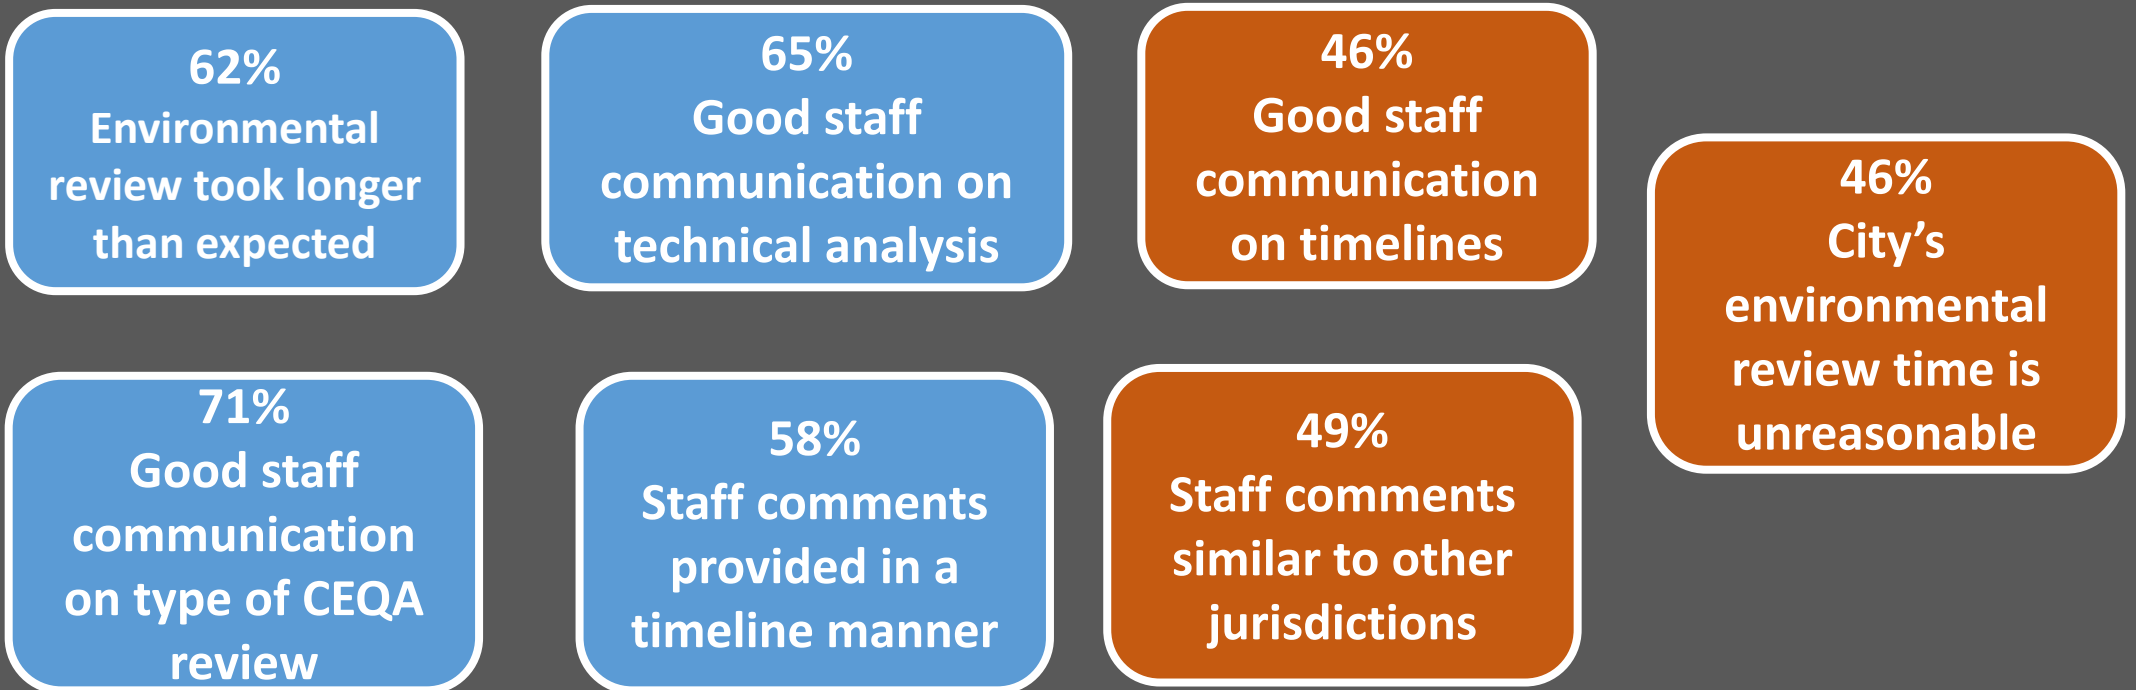 62%
Environmental
review took longer
than expected
65%
Good staff
communication on
technical analysis
46%
Good staff
communication
on timelines
46%
City’s
environmental
review time is
unreasonable
71%
Good staff
communication
on type of CEQA
review
58%
Staff comments
provided in a
timeline manner
49%
Staff comments
similar to other
jurisdictions